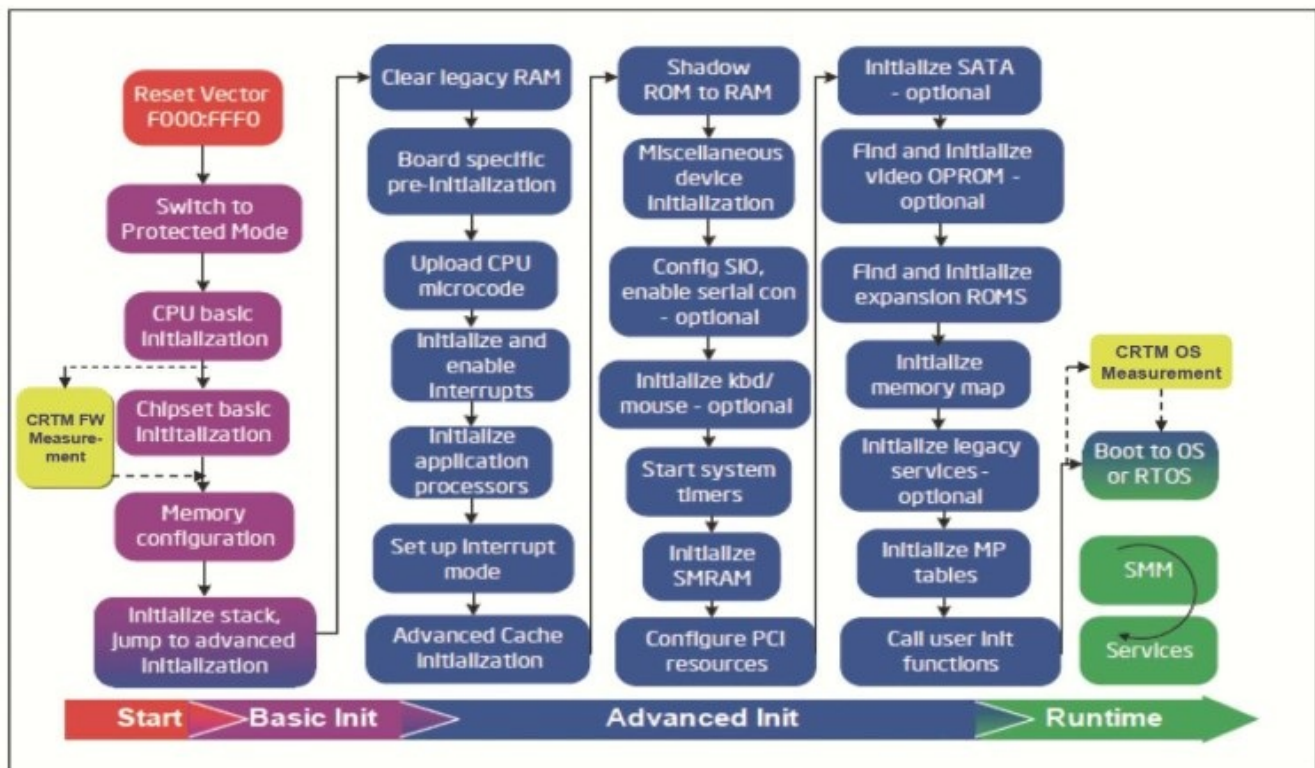 Reset Vector
F000:FFF0
Switch to
Protected Mode
CPU basic
Initialization
CRTM FW
Measure-
ment
Chipset basic
Inititalization
Memory
configuration
Initialize stack,
Jump to advanced
Initialization
Clear legacy RAM
Board specific
pre-Initialization
Upload CPU
microcode
Initialize and
enable Interrupts
Initialize
application
processors
Set up Interrupt
mode
Advanced Cache
Initialization
Shadow
ROM to RAM
Miscellaneous
device
Initialization
Config SIO,
enable serial con
- optional
Initialize kbd/
mouse - optional
Start system
timers
Initialize
SMRAM
Configure PCI
resources
Initialize SATA
- optional
Find and Initialize
video OPROM -
optional
Find and Initialize
expansion ROMS
Initialize
memory map
Initialize legacy
services -
optional
Initialize MP
tables
Call user Init
functions
CRTM OS
Measurement
Boot to OS
or RTOS
SMM
Services
Start
Basic Init
Advanced Init
Runtime